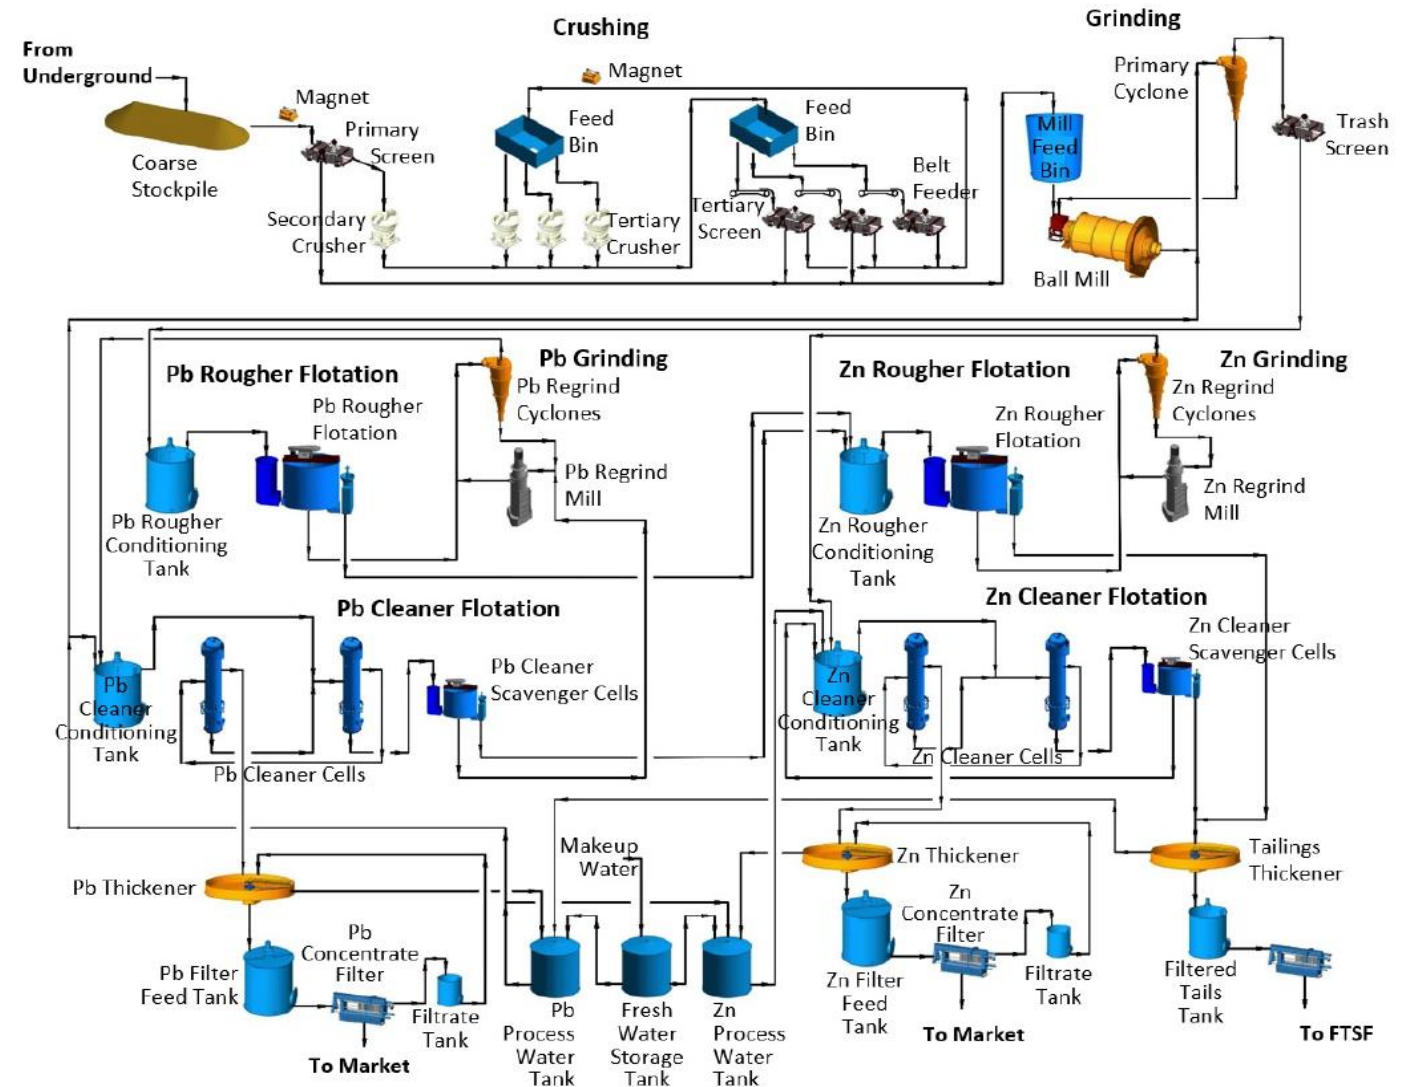 Crushing
Grinding
From
Underground
Magnet
Magnet
Primary
Screen
Coarse
Stockpile
Secondary
Crusher
Feed
Bin
Tertiary
Crusher
Feed
Bin
Belt
Feeder
Tertiary
Screen
Mill
Feed
Bin
Primary
Cyclone
Trash
Screen
Ball Mill
Pb Rougher Flotation
Pb Grinding
Pb Rougher
Flotation
Pb Regrind
Cyclones
Pb Regrind
Mill
Pb Rougher
Conditioning
Tank
Zn Rougher Flotation
Zn Grinding
Zn Rougher
Flotation
Zn Regrind
Cyclones
Zn Regrind
Mill
Zn Rougher
Conditioning
Tank
Pb Cleaner Flotation
Pb
Cleaner
Conditioning
Tank
Pb Cleaner Cells
Pb Cleaner
Scavenger Cells
Zn Cleaner Flotation
Zn
Cleaner
Conditioning
Tank
Zn Cleaner Cells
Zn Cleaner
Scavenger Cells
Pb Thickener
Pb Filter
Feed Tank
Pb
Concentrate
Filter
Filtrate
Tank
To Market
Makeup
Water
Pb
Process
Water
Tank
Fresh
Water
Storage
Tank
Zn
Process
Water
Tank
Zn Thickener
Zn Filter
Feed
Tank
Zn
Concentrate
Filter
Filtrate
Tank
To Market
Tailings
Thickener
Filtered
Tails
Tank
To FTSF